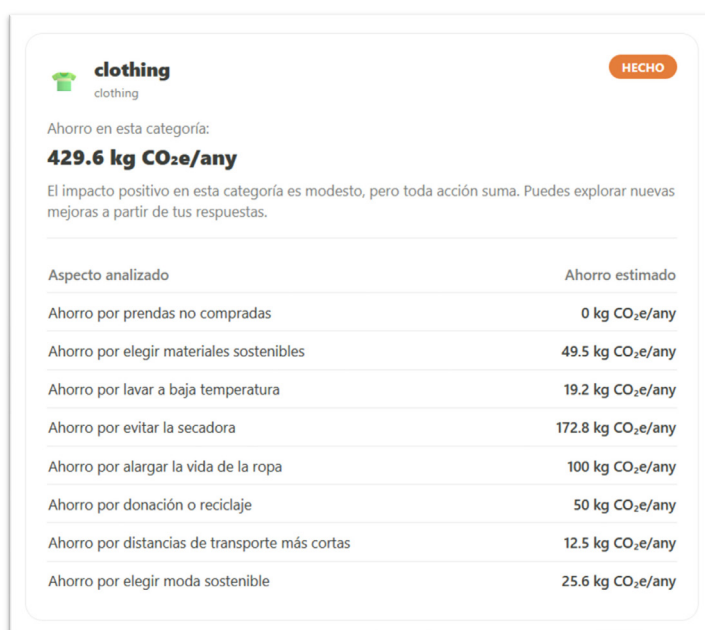 clothing
HECHO
clothing
Ahorro en esta categoría:
429.6 kg CO₂e/any
El impacto positivo en esta categoría es modesto, pero toda acción suma. Puedes explorar nuevas
mejoras a partir de tus respuestas.
Aspecto analizado Ahorro estimado
Ahorro por prendas no compradas 0 kg CO₂e/any
Ahorro por elegir materiales sostenibles 49.5 kg CO₂e/any
Ahorro por lavar a baja temperatura 19.2 kg CO₂e/any
Ahorro por evitar la secadora 172.8 kg CO₂e/any
Ahorro por alargar la vida de la ropa 100 kg CO₂e/any
Ahorro por donación o reciclaje 50 kg CO₂e/any
Ahorro por distancias de transporte más cortas 12.5 kg CO₂e/any
Ahorro por elegir moda sostenible 25.6 kg CO₂e/any